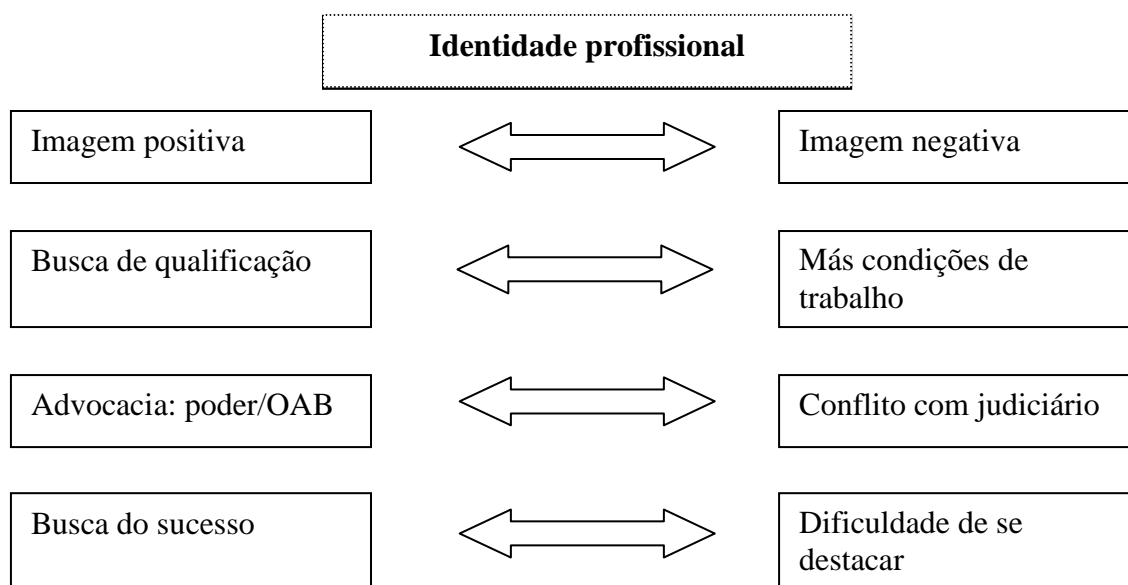 Identidade profissional
Imagem positiva
Imagem negativa
Busca de qualificação
Más condições de
trabalho
Advocacia: poder/OAB
Conflito com judiciário
Busca do sucesso
Dificuldade de se
destacar